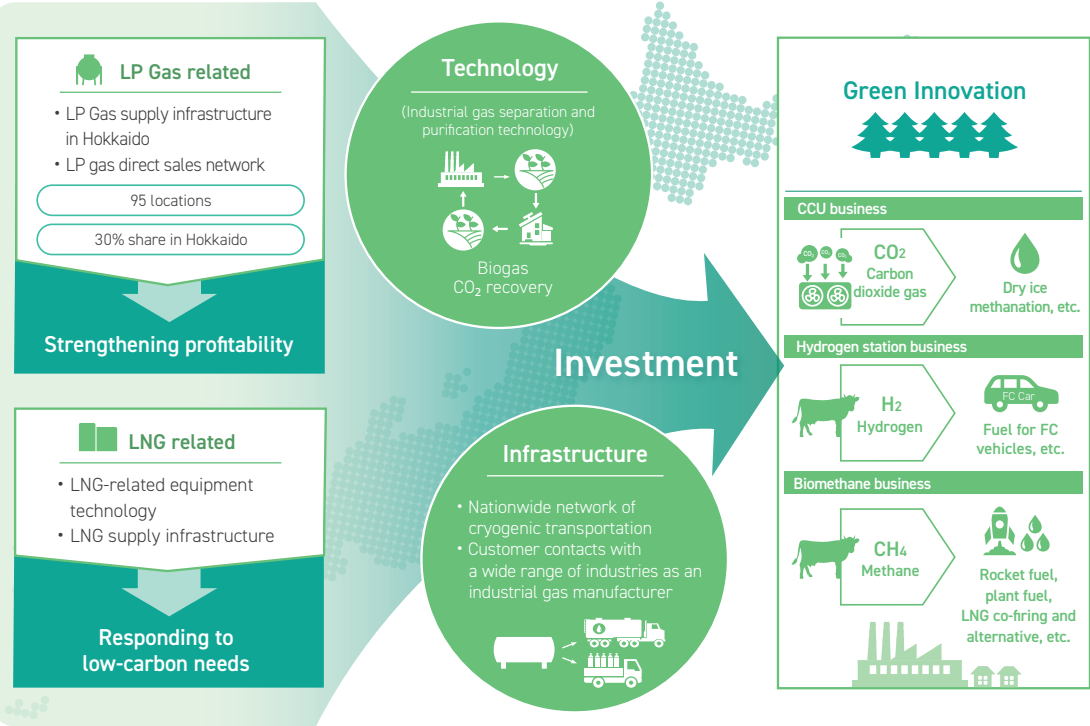 LP Gas related
• LP Gas supply infrastructure
in Hokkaido
• LP gas direct sales network
95 locations
30% share in Hokkaido
Strengthening profitability
LNG related
• LNG-related equipment
technology
• LNG supply infrastructure
Responding to
low-carbon needs
Technology
(Industrial gas separation and
purification technology)
Biogas
CO₂ recovery
Investment
Infrastructure
• Nationwide network of
cryogenic transportation
• Customer contacts with
a wide range of industries as an
industrial gas manufacturer
Green Innovation
CCU business
CO₂ CO₂ CO₂
CO2
Carbon
dioxide gas
Dry ice
methanation, etc.
Hydrogen station business
H2
Hydrogen
FC Car
Fuel for FC
vehicles, etc.
Biomethane business
CH4
Methane
Rocket fuel,
plant fuel,
LNG co-firing and
alternative, etc.